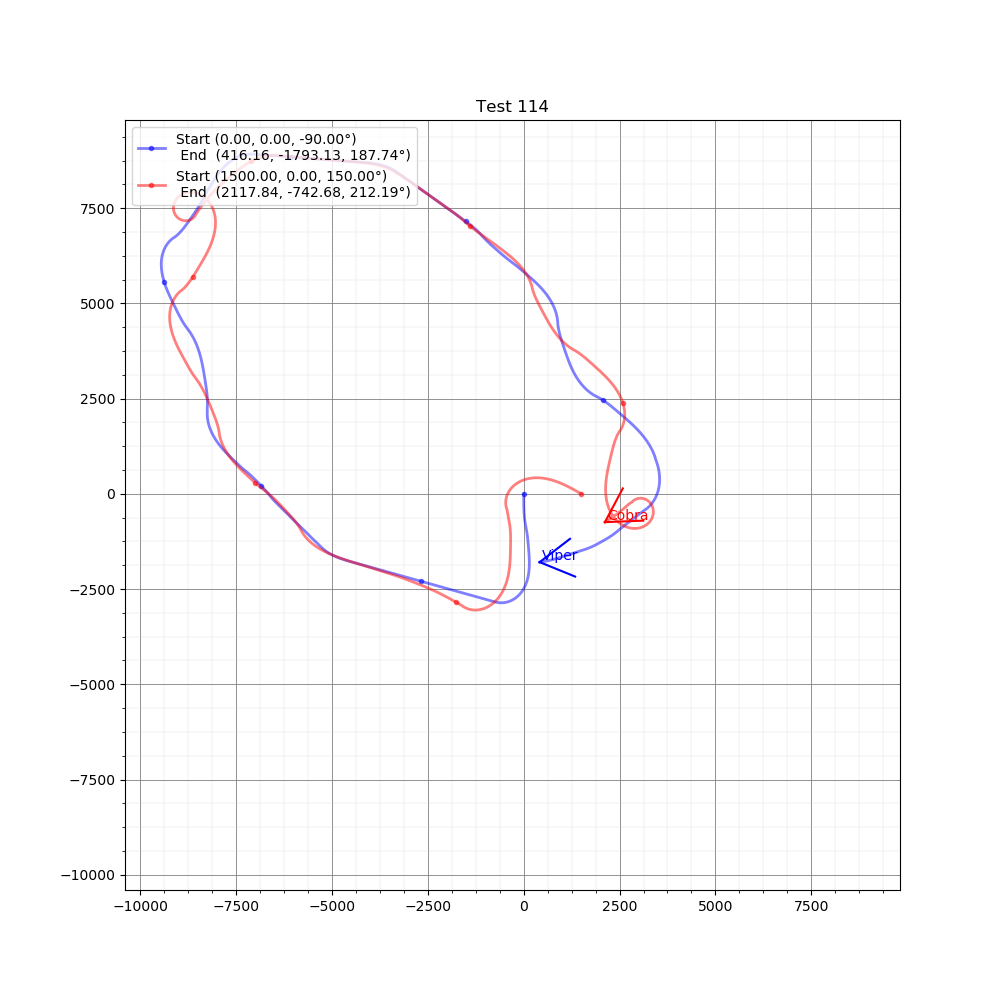 Test 114
Start (0.00, 0.00, -90.00°)
End (416.16, -1793.13, 187.74°)
Start (1500.00, 0.00, 150.00°)
End (2117.84, -742.68, 212.19°)
7500
5000
2500
0
−2500
−5000
−7500
−10000
Cobra
Viper
−10000 −7500 −5000 −2500 0 2500 5000 7500